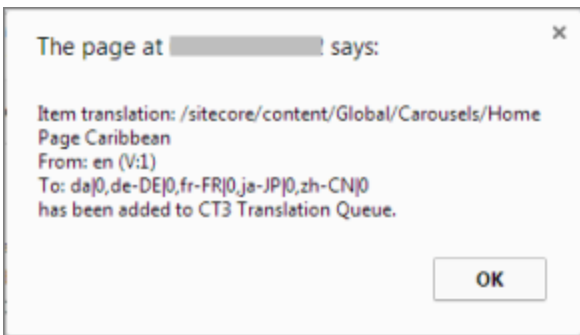 The page at says:
Item translation: /sitecore/content/Global/Carousels/Home
Page Caribbean
From: en (V:1)
To: da|0,de-DE|0,fr-FR|0,ja-JP|0,zh-CN|0
has been added to CT3 Translation Queue.
OK